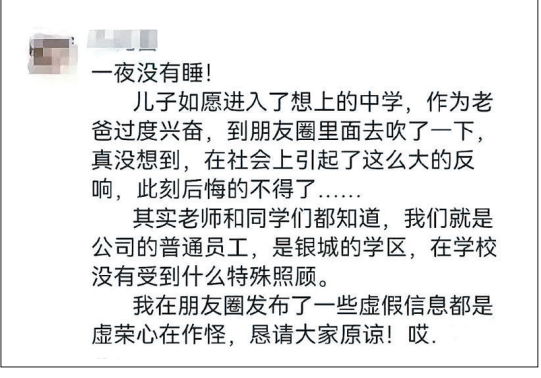 一夜没有睡！
儿子如愿进入了想上的中学，作为老
爸过度兴奋，到朋友圈里面去吹了一下，
真没想到，在社会上引起了这么大的反
响，此刻后悔的不得了……
其实老师和同学们都知道，我们就是
公司的普通员工，是银城的学区，在学校
没有受到什么特殊照顾。
我在朋友圈发布了一些虚假信息都是
虚荣心在作怪，恳请大家原谅！哎.